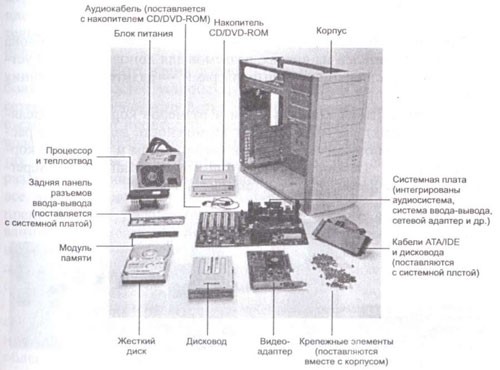 Аудиокабель (поставляется
с накопителем CD/DVD-ROM)
Блок питания
Накопитель
CD/DVD-ROM
Корпус
Процессор
и теплоотвод
Задняя панель
разъемов
ввода-вывода
(поставляется
с системной платой)
Модуль
памяти
Системная плата
(интегрированы
аудиосистема,
система ввода-вывода,
сетевой адаптер и др.)
Кабели ATA/IDE
и дисковода
(поставляются
с системной плстой)
Жесткий
диск
Дисковод
Видео-
адаптер
Крепежные элементы
(поставляются
вместе с корпусом)